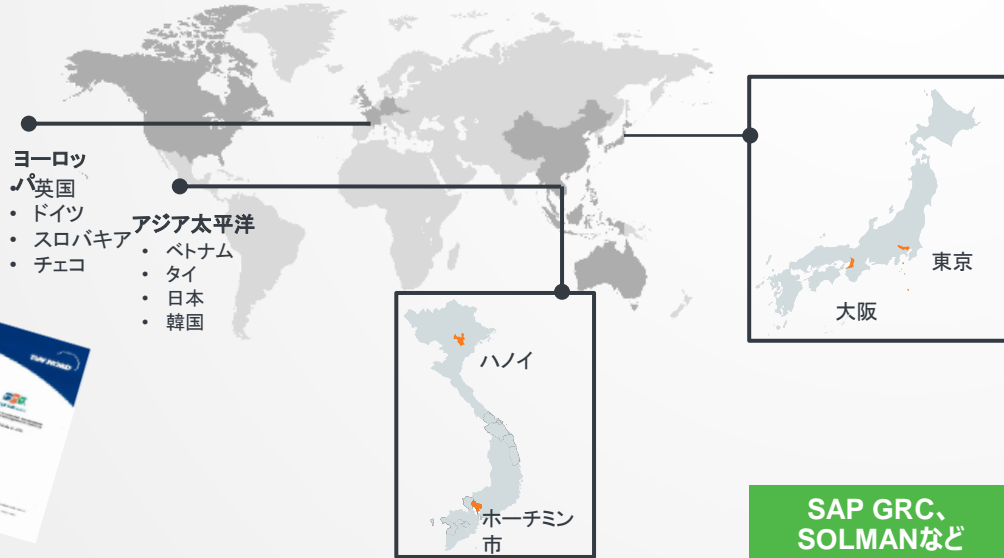 ヨーロッ
パ
• 英国
• ドイツ
• スロバキア
• チェコ
アジア太平洋
• ベトナム
• タイ
• 日本
• 韓国
ハノイ
ホーチミン
市
東京
大阪
TUV NORD
SAP GRC、
SOLMANなど